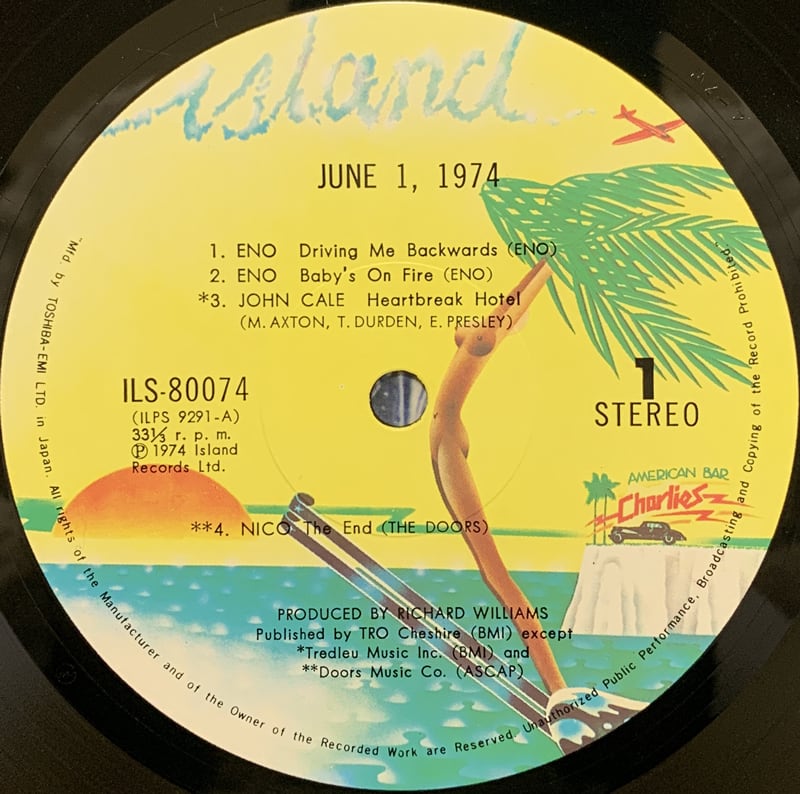 island
JUNE 1, 1974
1. ENO Driving Me Backwards (ENO)
2. ENO Baby's On Fire (ENO)
*3. JOHN CALE Heartbreak Hotel
(M. AXTON, T. DURDEN, E. PRESLEY)
ILS-80074
(ILPS 9291-A)
33⅓ r. p. m.
Ⓟ 1974 Island
Records Ltd.
1
STEREO
AMERICAN BAR
Charlies
**4. NICO The End (THE DOORS)
PRODUCED BY RICHARD WILLIAMS
Published by TRO Cheshire (BMI) except
*Tredleu Music Inc. (BMI) and
**Doors Music Co. (ASCAP)
"Mfd. by TOSHIBA-EMI LTD. in Japan. All rights of the Manufacturer and of the Owner of the Recorded Work are Reserved. Unauthorized Public Performance, Broadcasting and Copying of the Record Prohibited."